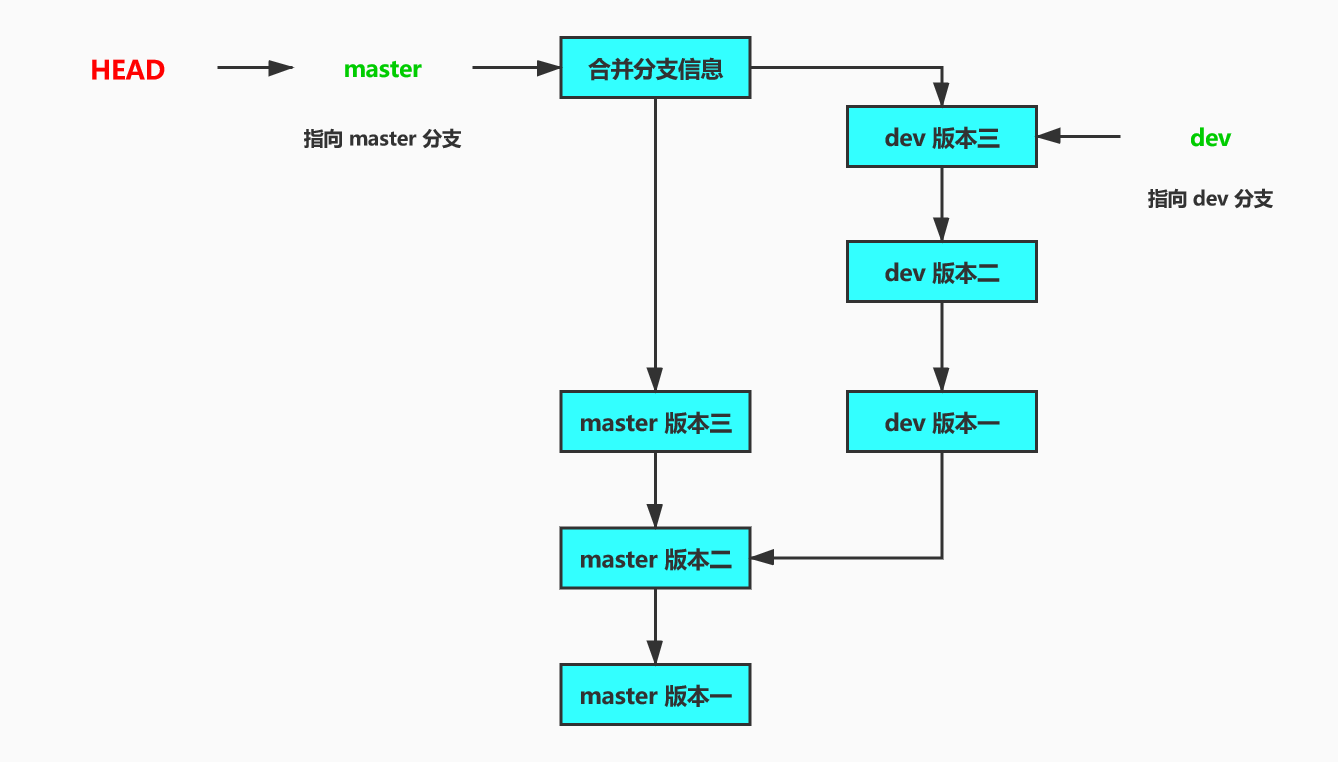 HEAD
master
合并分支信息
指向 master 分支
dev 版本三
dev
指向 dev 分支
dev 版本二
master 版本三
dev 版本一
master 版本二
master 版本一